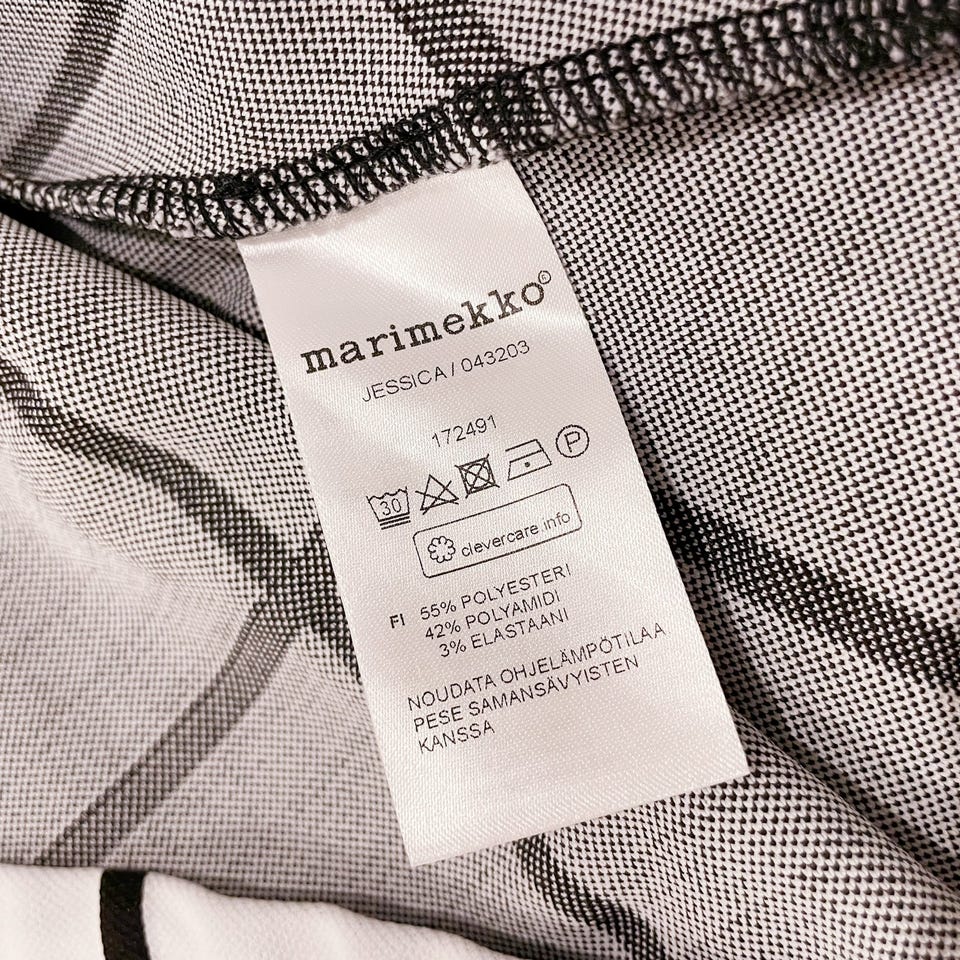 marimekko®
JESSICA / 043203
172491
30 P
clevercare.info
FI 55% POLYESTERI
42% POLYAMIDI
3% ELASTAANI
NOUDATA OHJELÄMPÖTILAA
PESE SAMANSÄVYISTEN
KANSSA